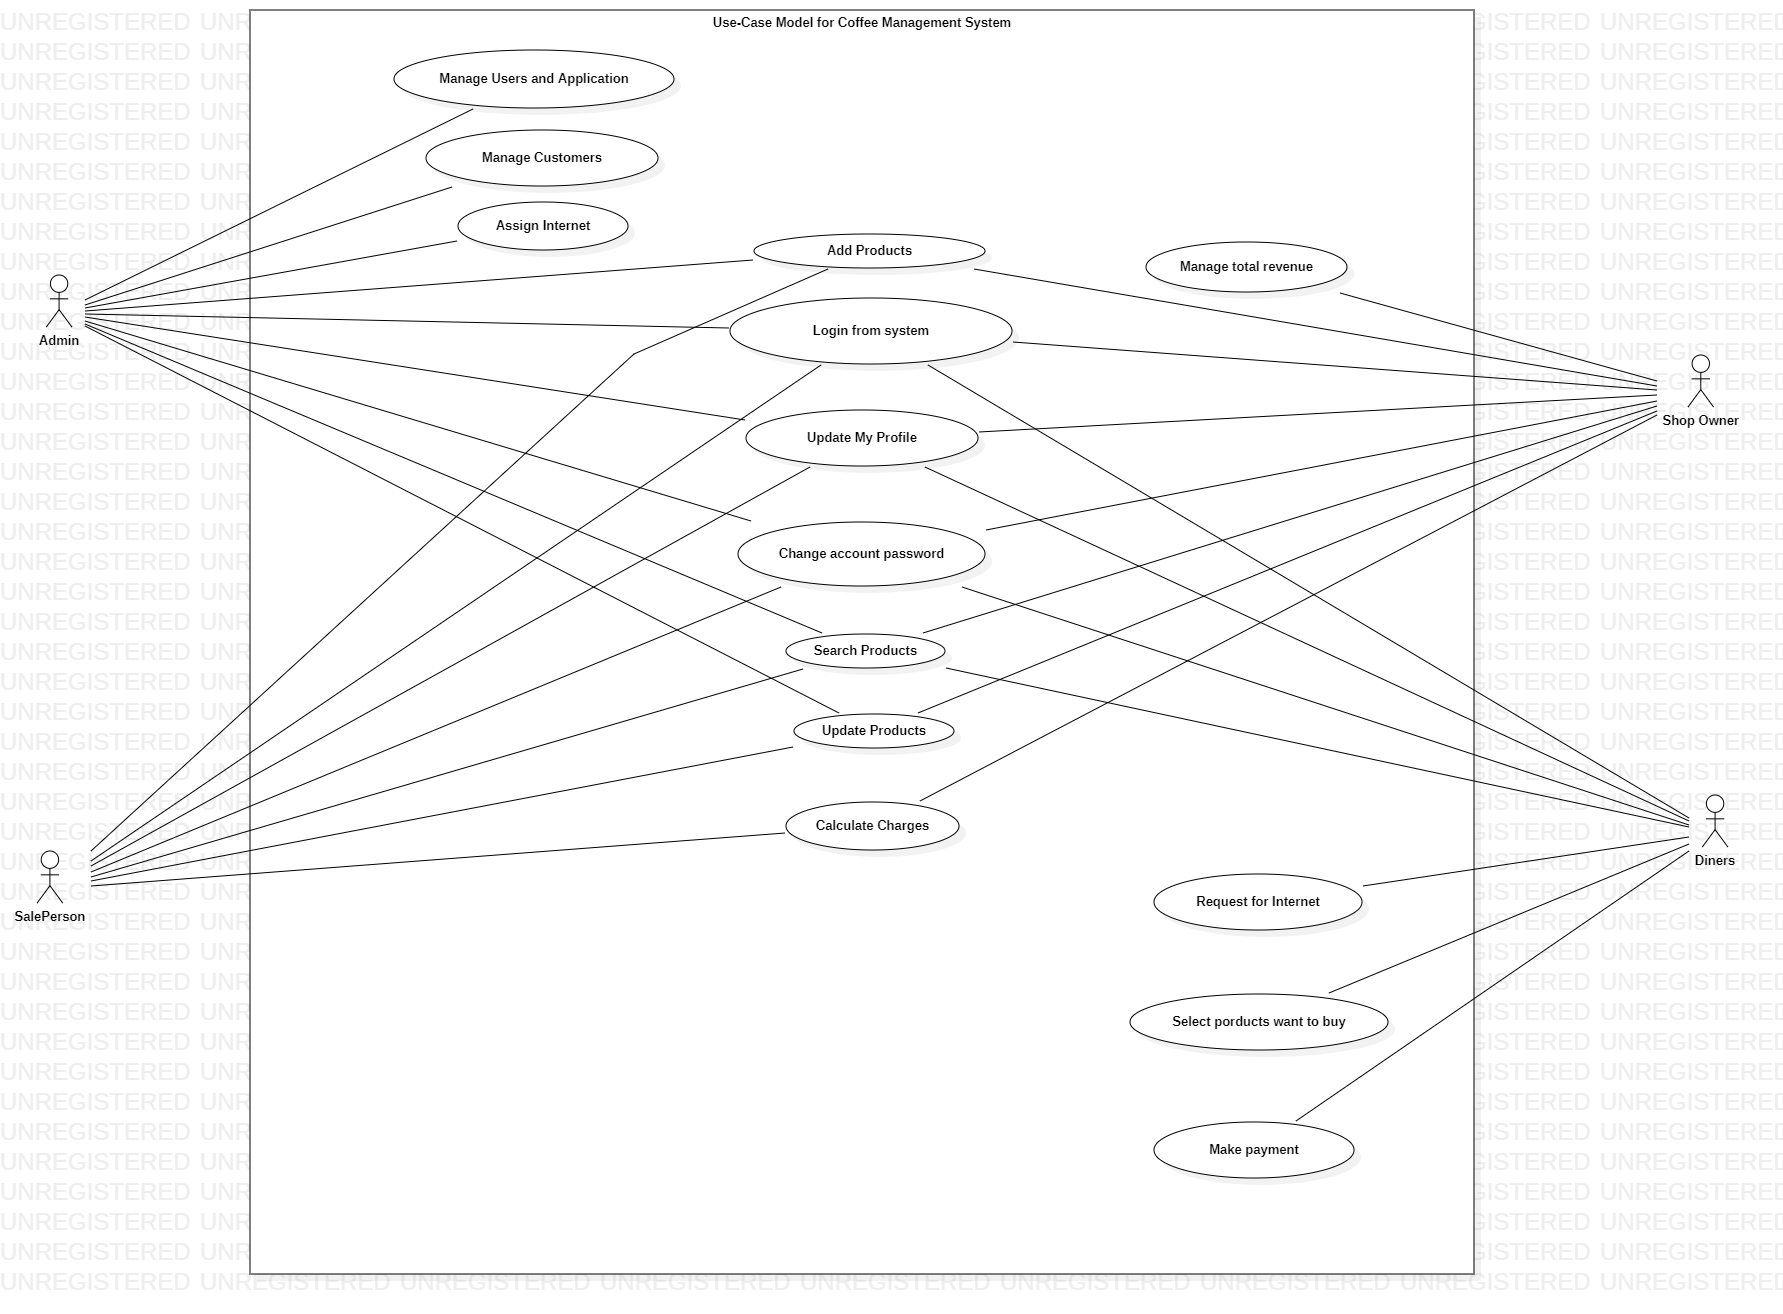 Use-Case Model for Coffee Management System
Manage Users and Application
Manage Customers
Assign Internet
Add Products
Manage total revenue
Login from system
Admin
Shop Owner
Update My Profile
Change account password
Search Products
Update Products
Calculate Charges
Diners
SalePerson
Request for Internet
Select porducts want to buy
Make payment
UNREGISTERED